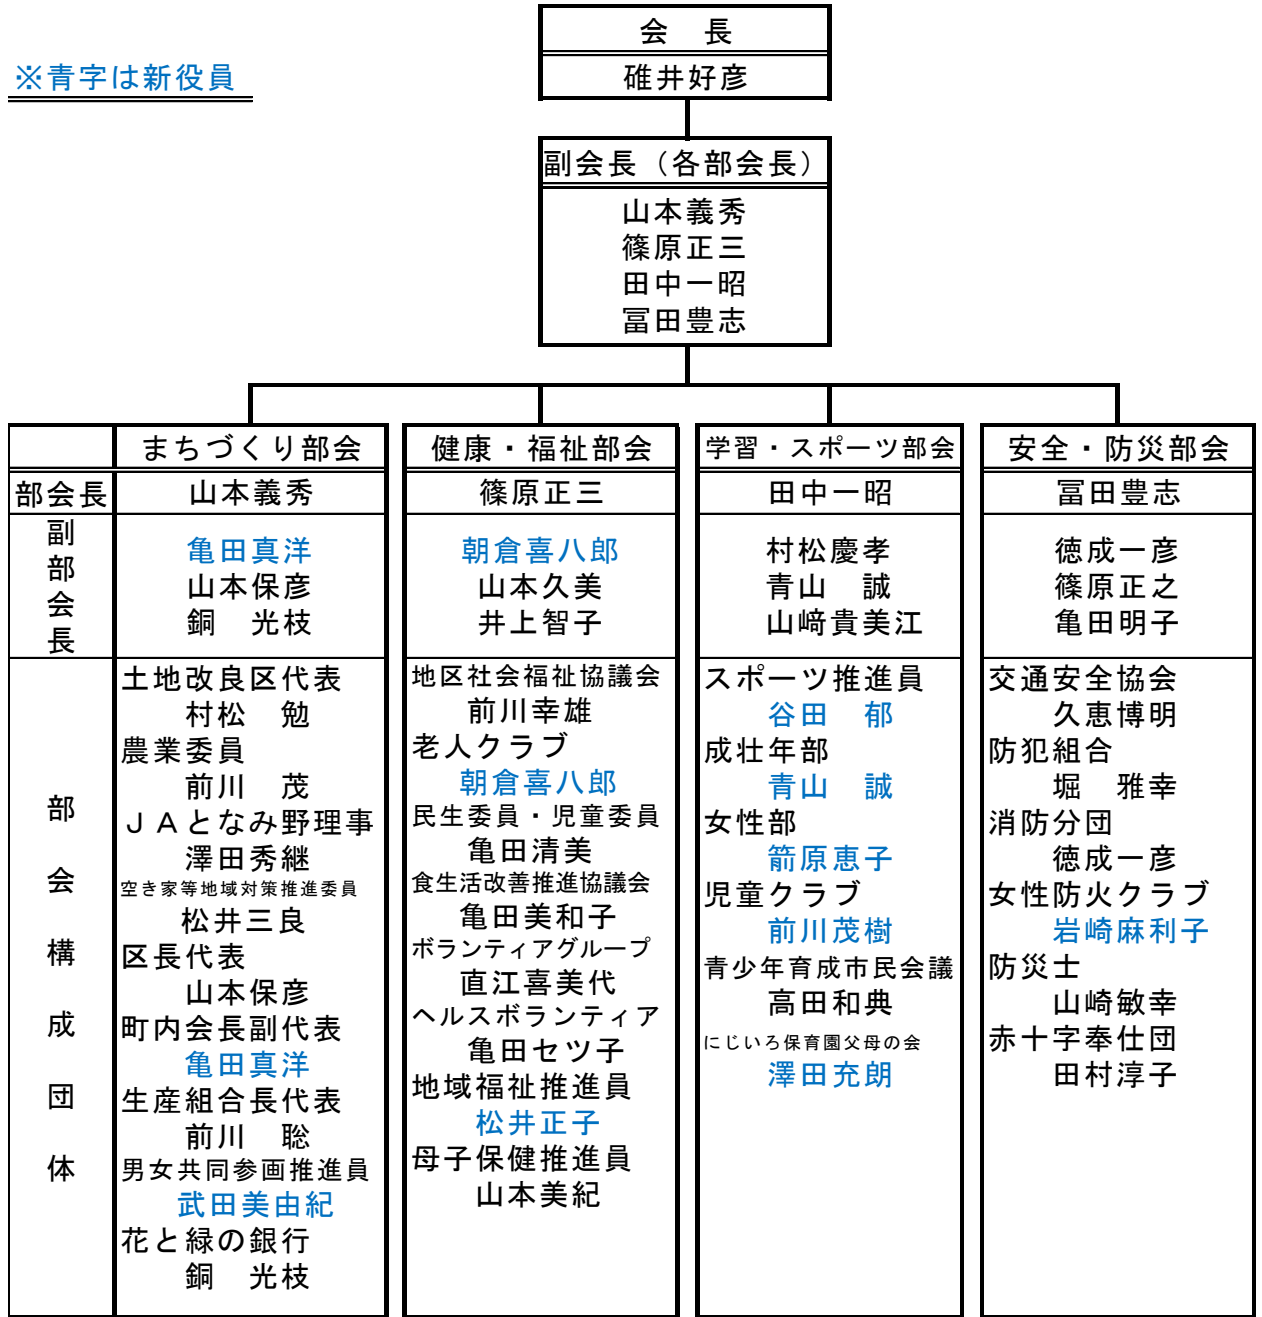 会　長
※青字は新役員
碓井好彦
副会長（各部会長）
山本義秀
篠原正三
田中一昭
冨田豊志
まちづくり部会
健康・福祉部会
学習・スポーツ部会
安全・防災部会
部会長
山本義秀
篠原正三
田中一昭
冨田豊志
副部会長
亀田真洋
山本保彦
銅　光枝
朝倉喜八郎
山本久美
井上智子
村松慶孝
青山　誠
山﨑貴美江
徳成一彦
篠原正之
亀田明子
部会構成団体
土地改良区代表
村松　勉
農業委員
前川　茂
ＪＡとなみ野理事
澤田秀継
空き家等地域対策推進委員
松井三良
区長代表
山本保彦
町内会長副代表
亀田真洋
生産組合長代表
前川　聡
男女共同参画推進員
武田美由紀
花と緑の銀行
銅　光枝
地区社会福祉協議会
前川幸雄
老人クラブ
朝倉喜八郎
民生委員・児童委員
亀田清美
食生活改善推進協議会
亀田美和子
ボランティアグループ
直江喜美代
ヘルスボランティア
亀田セツ子
地域福祉推進員
松井正子
母子保健推進員
山本美紀
スポーツ推進員
谷田　郁
成壮年部
青山　誠
女性部
箭原恵子
児童クラブ
前川茂樹
青少年育成市民会議
高田和典
にじいろ保育園父母の会
澤田充朗
交通安全協会
久恵博明
防犯組合
堀　雅幸
消防分団
徳成一彦
女性防火クラブ
岩崎麻利子
防災士
山崎敏幸
赤十字奉仕団
田村淳子